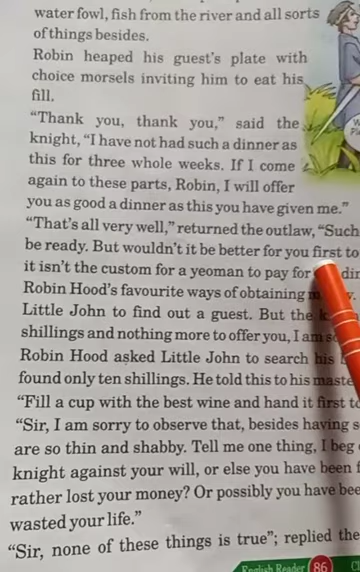 water fowl, fish from the river and all sorts
of things besides.
Robin heaped his guest's plate with
choice morsels inviting him to eat his
fill.
"Thank you, thank you," said the
knight, "I have not had such a dinner as
this for three whole weeks. If I come
again to these parts, Robin, I will offer
you as good a dinner as this you have given me."
"That's all very well," returned the outlaw, "Such
be ready. But wouldn't it be better for you first to
it isn't the custom for a yeoman to pay for
Robin Hood's favourite ways of obtaining
Little John to find out a guest. But the
shillings and nothing more to offer you, I am
Robin Hood asked Little John to search his
found only ten shillings. He told this to his
"Fill a cup with the best wine and hand it first
"Sir, I am sorry to observe that, besides having
are so thin and shabby. Tell me one thing, I beg
knight against your will, or else you have been
rather lost your money? Or possibly you have
wasted your life."
"Sir, none of these things is true"; replied the
English Reader 86